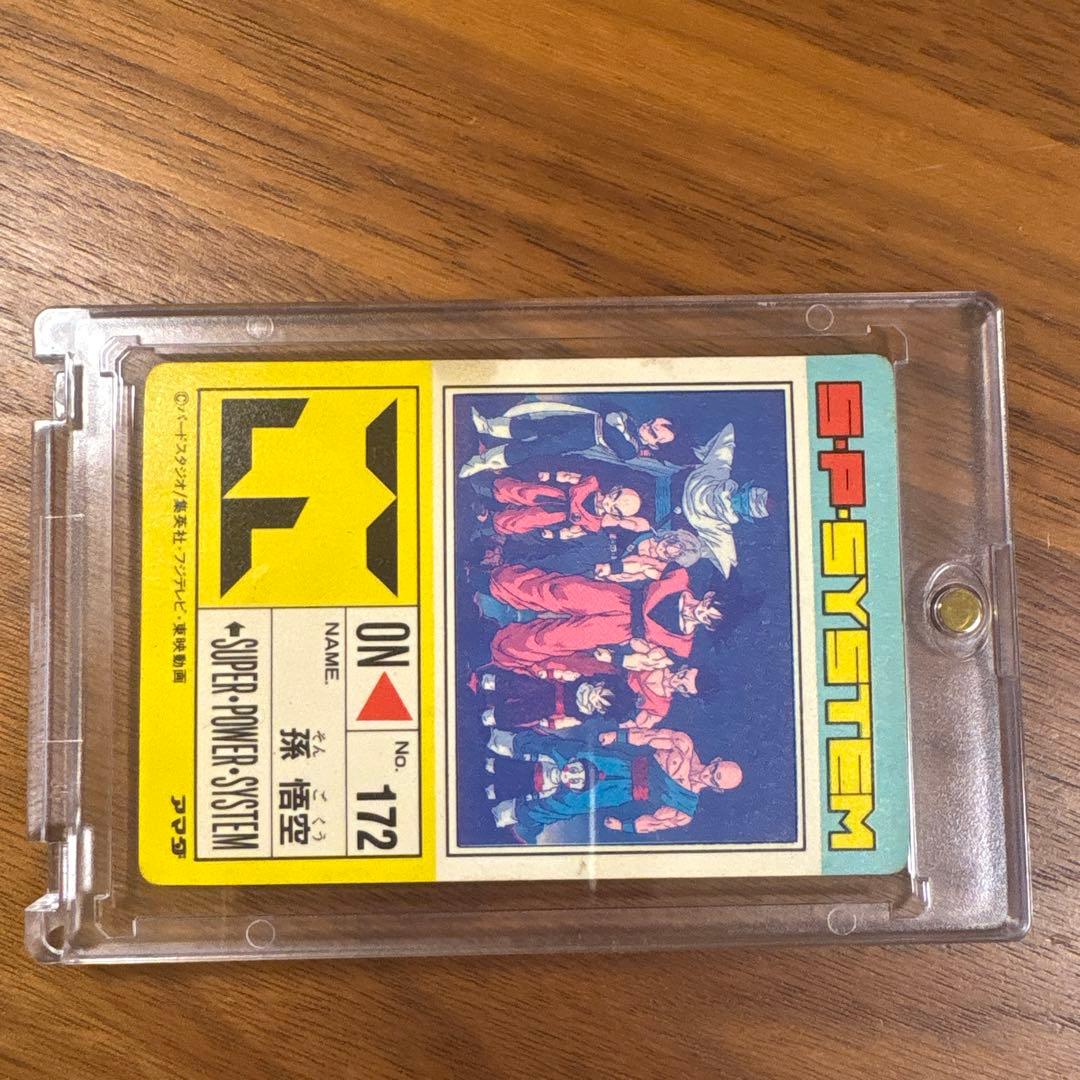 S·P·SYSTEM
ON No. 172
NAME.
そん ご くう
孫 悟空
←SUPER·POWER·SYSTEM
©バードスタジオ/集英社・フジテレビ・東映動画
アマダ